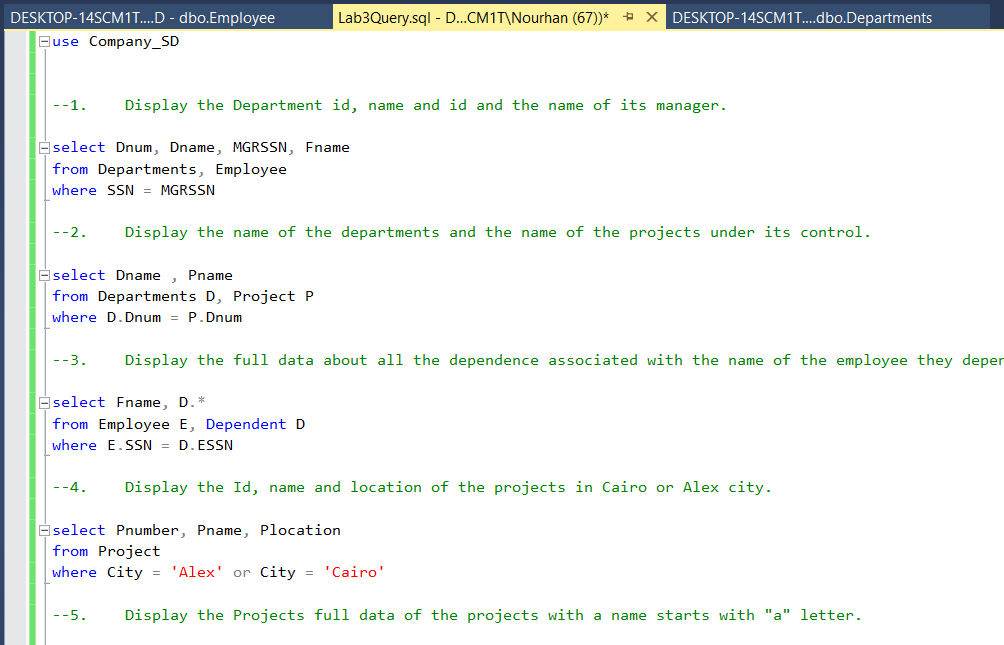 DESKTOP-14SCM1T....D - dbo.Employee
Lab3Query.sql - D...CM1T\Nourhan (67))*
DESKTOP-14SCM1T....dbo.Departments
use Company_SD
--1. Display the Department id, name and id and the name of its manager.
select Dnum, Dname, MGRSSN, Fname
from Departments, Employee
where SSN = MGRSSN
--2. Display the name of the departments and the name of the projects under its control.
select Dname , Pname
from Departments D, Project P
where D.Dnum = P.Dnum
--3. Display the full data about all the dependence associated with the name of the employee they deper
select Fname, D.*
from Employee E, Dependent D
where E.SSN = D.ESSN
--4. Display the Id, name and location of the projects in Cairo or Alex city.
select Pnumber, Pname, Plocation
from Project
where City = 'Alex' or City = 'Cairo'
--5. Display the Projects full data of the projects with a name starts with "a" letter.